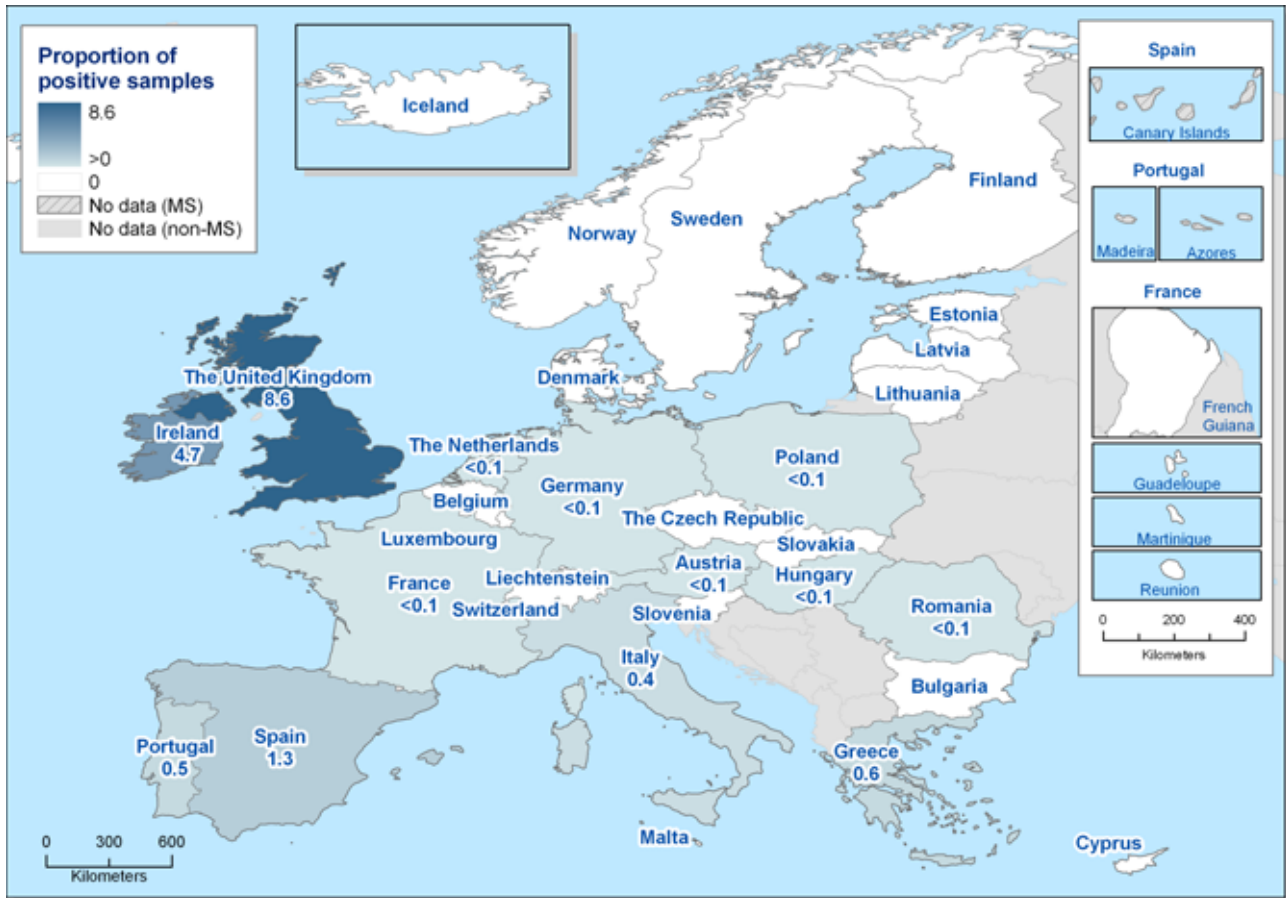 Proportion of
positive samples
8.6
>0
0
No data (MS)
No data (non-MS)
Iceland
Norway
Sweden
Finland
Estonia
Latvia
Lithuania
Denmark
The United Kingdom
8.6
Ireland
4.7
The Netherlands
<0.1
Belgium
Germany
<0.1
Poland
<0.1
The Czech Republic
Luxembourg
Slovakia
France
<0.1
Liechtenstein
Switzerland
Austria
<0.1
Hungary
<0.1
Slovenia
Romania
<0.1
Italy
0.4
Bulgaria
Portugal
0.5
Spain
1.3
Greece
0.6
Malta
Cyprus
0 300 600
Kilometers
Spain
Canary Islands
Portugal
Madeira
Azores
France
French
Guiana
Guadeloupe
Martinique
Reunion
0 200 400
Kilometers